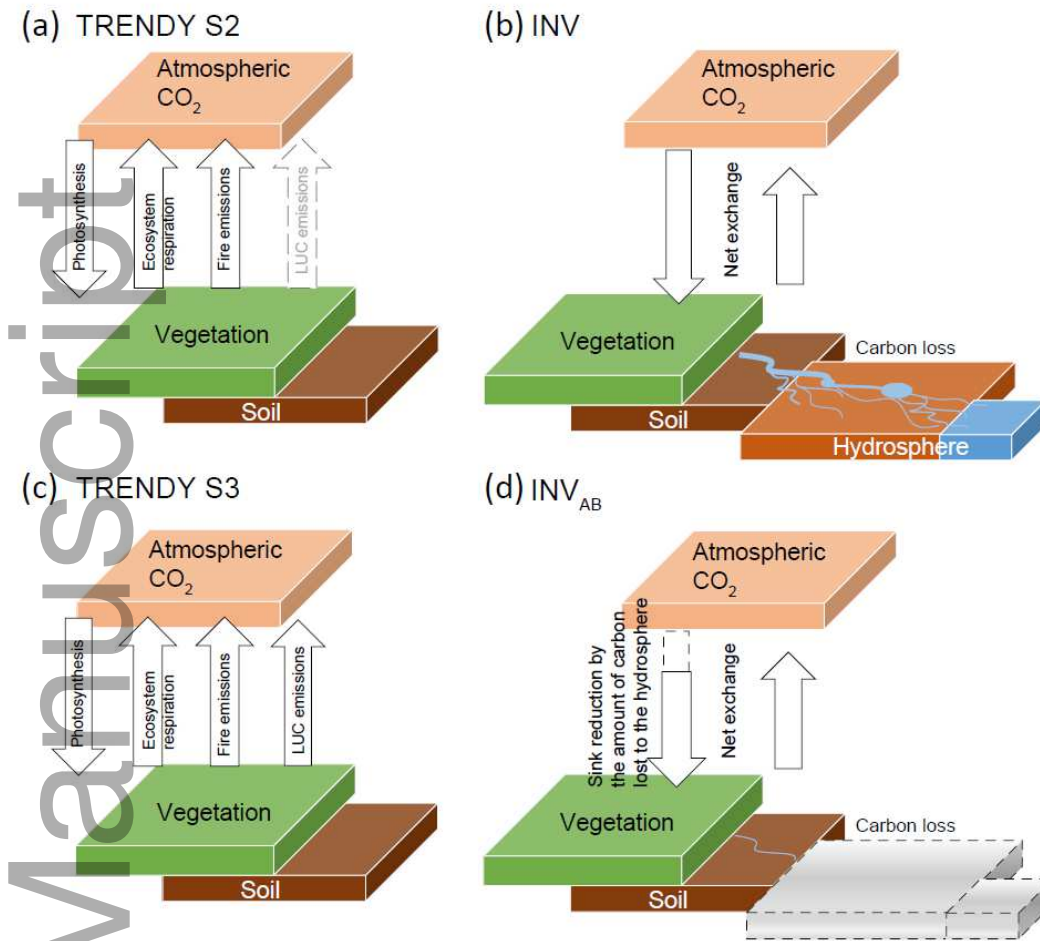 (a) TRENDY S2
Atmospheric
CO2
Photosynthesis
Ecosystem
respiration
Fire emissions
LUC emissions
Vegetation
Soil
(b) INV
Atmospheric
CO2
Net exchange
Vegetation
Carbon loss
Soil
Hydrosphere
(c) TRENDY S3
Atmospheric
CO2
Photosynthesis
Ecosystem
respiration
Fire emissions
LUC emissions
Vegetation
Soil
(d) INVAB
Atmospheric
CO2
Sink reduction by
the amount of carbon
lost to the hydrosphere
Net exchange
Vegetation
Carbon loss
Soil
Manuscript